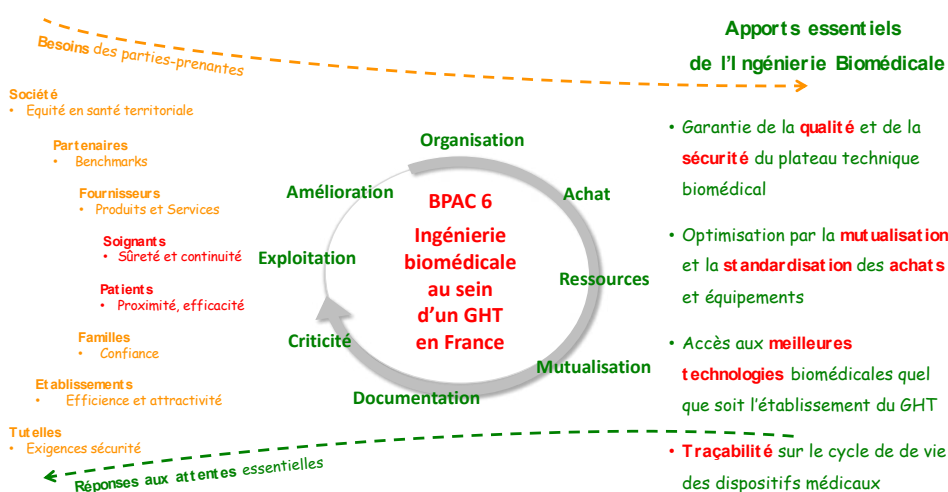 Besoins des parties-prenantes
Société
• Equité en santé territoriale
Partenaires
• Benchmarks
Fournisseurs
• Produits et Services
Soignants
• Sûreté et continuité
Patients
• Proximité, efficacité
Familles
• Confiance
Etablissements
• Efficience et attractivité
Tutelles
• Exigences sécurité
Réponses aux attentes essentielles
Organisation
Achat
Ressources
Mutualisation
Documentation
Criticité
Exploitation
Amélioration
BPAC 6
Ingénierie
biomédicale
au sein
d'un GHT
en France
Apports essentiels
de l'Ingénierie Biomédicale
• Garantie de la qualité et de la
sécurité du plateau technique
biomédical
• Optimisation par la mutualisation
et la standardisation des achats
et équipements
• Accès aux meilleures
technologies biomédicales quel
que soit l'établissement du GHT
• Traçabilité sur le cycle de de vie
des dispositifs médicaux